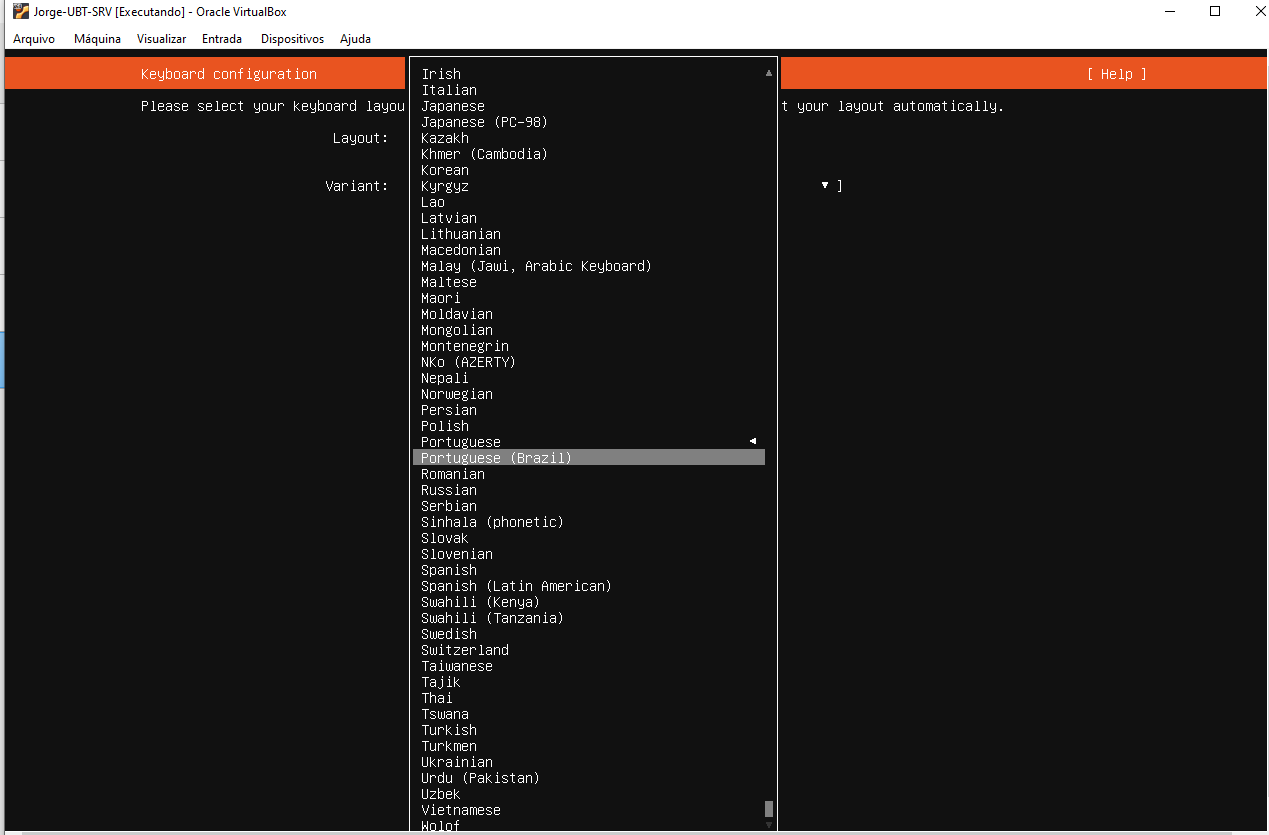 Jorge-UBT-SRV [Executando] - Oracle VirtualBox
Arquivo Máquina Visualizar Entrada Dispositivos Ajuda
Keyboard configuration
[ Help ]
Please select your keyboard layou
t your layout automatically.
Layout:
Variant:
▼ ]
Irish
Italian
Japanese
Japanese (PC-98)
Kazakh
Khmer (Cambodia)
Korean
Kyrgyz
Lao
Latvian
Lithuanian
Macedonian
Malay (Jawi, Arabic Keyboard)
Maltese
Maori
Moldavian
Mongolian
Montenegrin
NKo (AZERTY)
Nepali
Norwegian
Persian
Polish
Portuguese
Portuguese (Brazil)
Romanian
Russian
Serbian
Sinhala (phonetic)
Slovak
Slovenian
Spanish
Spanish (Latin American)
Swahili (Kenya)
Swahili (Tanzania)
Swedish
Switzerland
Taiwanese
Tajik
Thai
Tswana
Turkish
Turkmen
Ukrainian
Urdu (Pakistan)
Uzbek
Vietnamese
Wolof